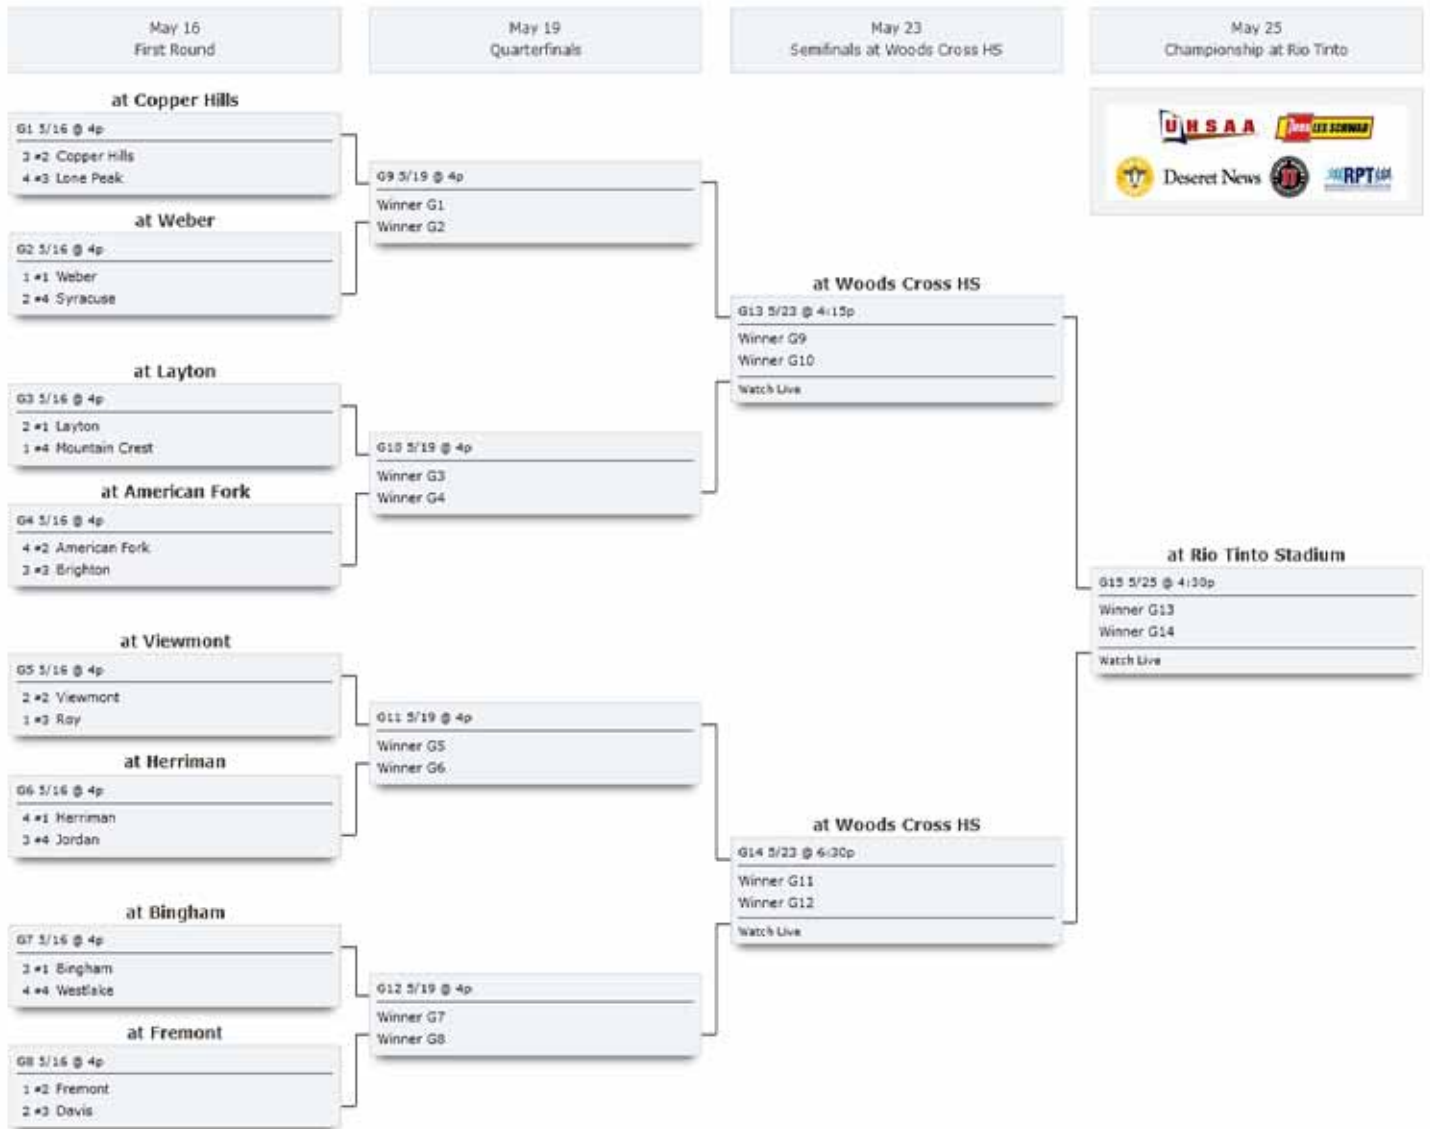 May 16
First Round
May 19
Quarterfinals
May 23
Semifinals at Woods Cross HS
May 25
Championship at Rio Tinto
UHSAA
LES SCHWAB
Deseret News
RPT
at Copper Hills
G1 5/16 @ 4p
3 #2 Copper Hills
4 #3 Lone Peak
at Weber
G2 5/16 @ 4p
1 #1 Weber
2 #4 Syracuse
at Layton
G3 5/16 @ 4p
2 #1 Layton
1 #4 Mountain Crest
at American Fork
G4 5/16 @ 4p
4 #2 American Fork
3 #3 Brighton
at Viewmont
G5 5/16 @ 4p
2 #2 Viewmont
1 #3 Roy
at Herriman
G6 5/16 @ 4p
4 #1 Herriman
3 #4 Jordan
at Bingham
G7 5/16 @ 4p
3 #1 Bingham
4 #4 Westlake
at Fremont
G8 5/16 @ 4p
1 #2 Fremont
2 #3 Davis
G9 5/19 @ 4p
Winner G1
Winner G2
G10 5/19 @ 4p
Winner G3
Winner G4
G11 5/19 @ 4p
Winner G5
Winner G6
G12 5/19 @ 4p
Winner G7
Winner G8
at Woods Cross HS
G13 5/23 @ 4:15p
Winner G9
Winner G10
Watch Live
at Woods Cross HS
G14 5/23 @ 6:30p
Winner G11
Winner G12
Watch Live
at Rio Tinto Stadium
G15 5/25 @ 4:30p
Winner G13
Winner G14
Watch Live